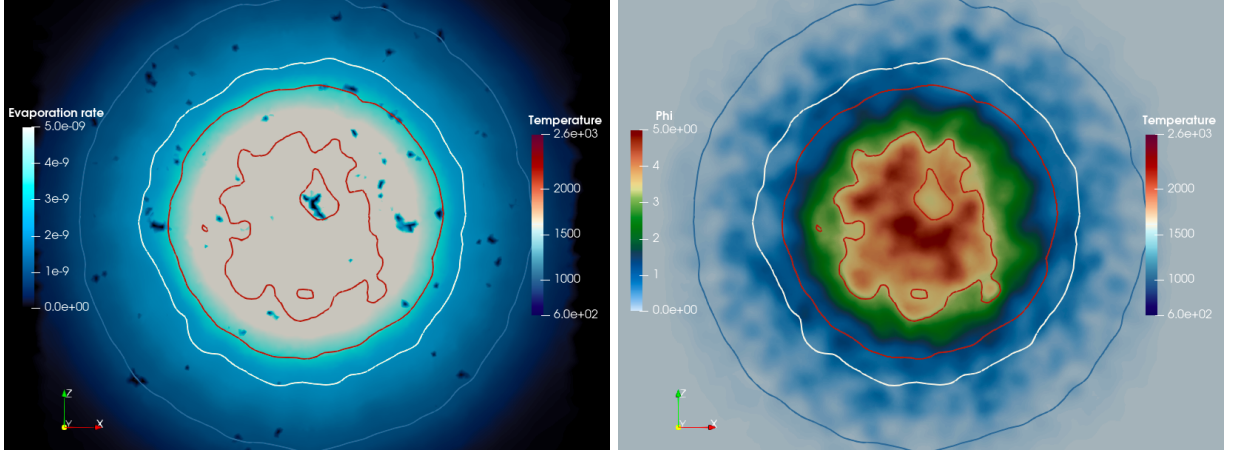 Evaporation rate
5.0e-09
4e-9
3e-9
2e-9
1e-9
0.0e+00
Temperature
2.6e+03
2000
1500
1000
6.0e+02
Z
Y
X
Phi
5.0e+00
4
3
2
1
0.0e+00
Temperature
2.6e+03
2000
1500
1000
6.0e+02
Z
Y
X